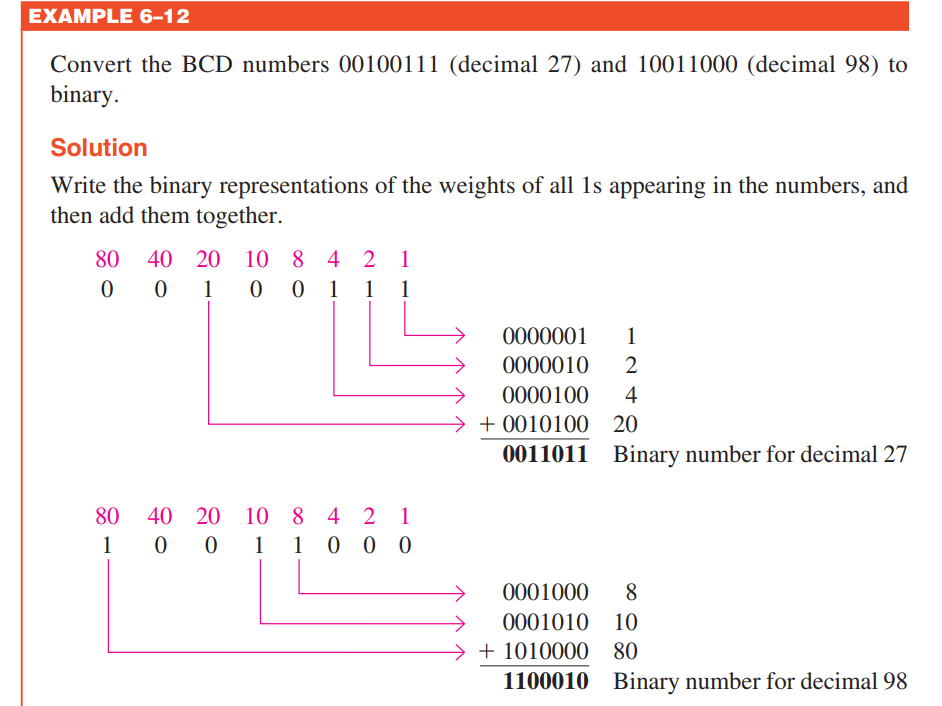 EXAMPLE 6–12
Convert the BCD numbers 00100111 (decimal 27) and 10011000 (decimal 98) to
binary.
Solution
Write the binary representations of the weights of all 1s appearing in the numbers, and
then add them together.
80 40 20 10 8 4 2 1
0 0 1 0 0 1 1 1
0000001 1
0000010 2
0000100 4
+ 0010100 20
0011011 Binary number for decimal 27
80 40 20 10 8 4 2 1
1 0 0 1 1 0 0 0
0001000 8
0001010 10
+ 1010000 80
1100010 Binary number for decimal 98